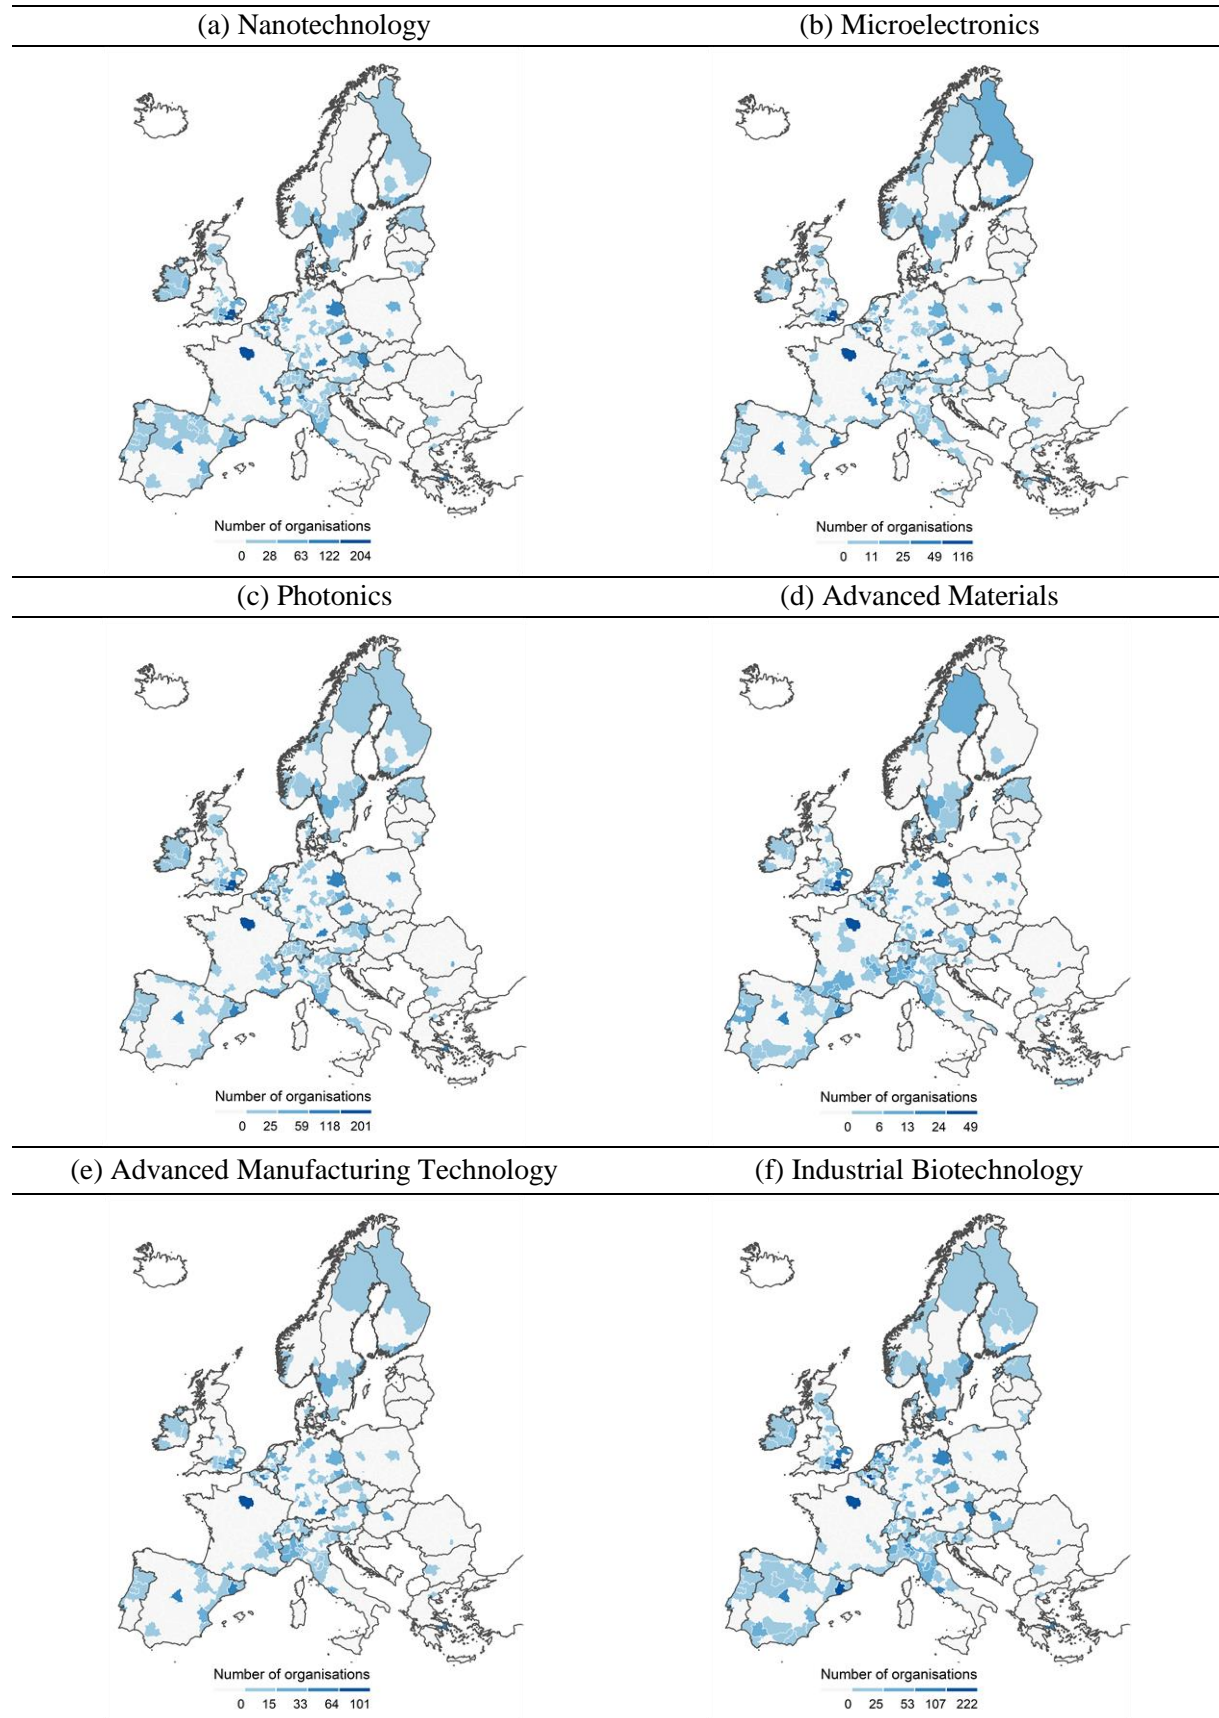 (a) Nanotechnology
(b) Microelectronics
Number of organisations
0 28 63 122 204
Number of organisations
0 11 25 49 116
(c) Photonics
(d) Advanced Materials
Number of organisations
0 25 59 118 201
Number of organisations
0 6 13 24 49
(e) Advanced Manufacturing Technology
(f) Industrial Biotechnology
Number of organisations
0 15 33 64 101
Number of organisations
0 25 53 107 222